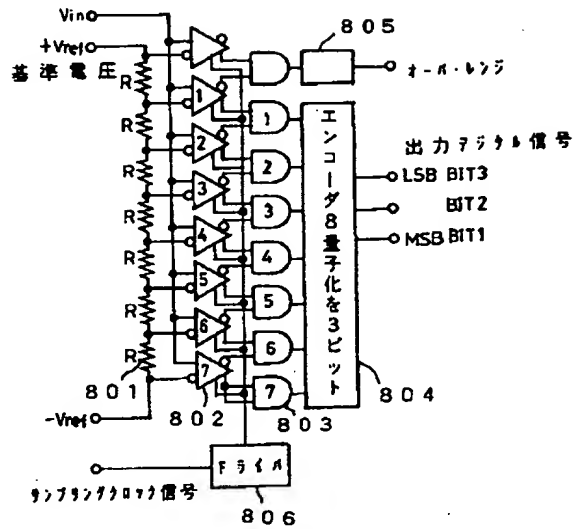 Vin
+Vref
基準電圧
R
R
R
R
R
R
R
1
2
3
4
5
6
7
1
2
3
4
5
6
7
805
オーバ・レンジ
エンコーダ8量子化を3ビット
出力デジタル信号
LSB BIT3
BIT2
MSB BIT1
801
802
803
804
-Vref
ドライバ
サンプリングクロック信号
806